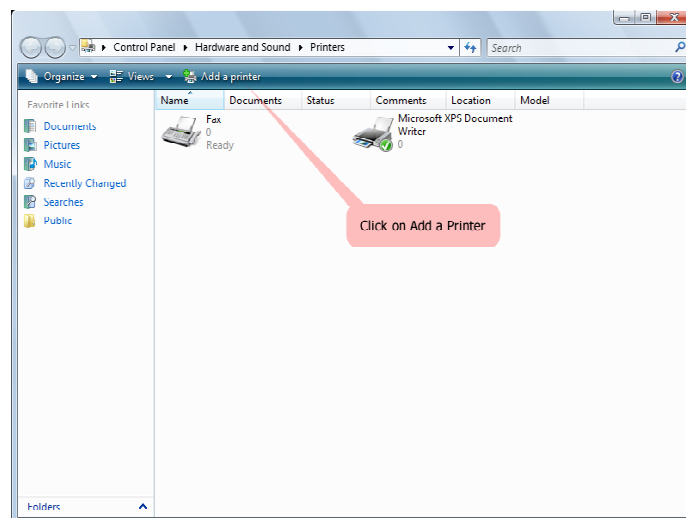 Control Panel Hardware and Sound Printers Search
Organize Views Add a printer
Favorite Links
Documents
Pictures
Music
Recently Changed
Searches
Public
Folders
Name Documents Status Comments Location Model
Fax
0
Ready
Microsoft XPS Document
Writer
0
Click on Add a Printer